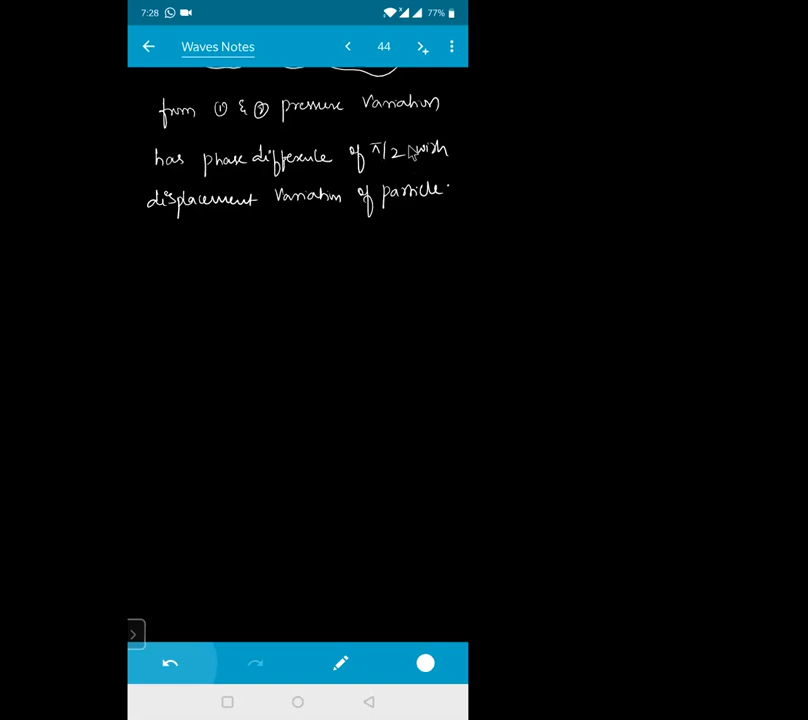 7:28 77%
Waves Notes 44
from ① & ② pressure Variation
has phase difference of π/2 with
displacement Variation of particle.